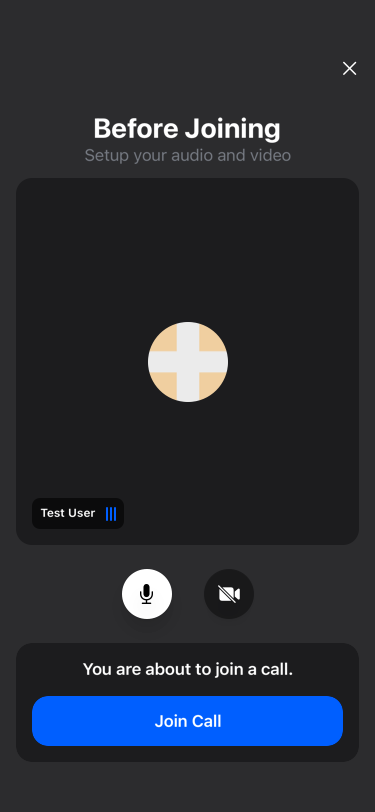 Before Joining
Setup your audio and video
Test User
You are about to join a call.
Join Call